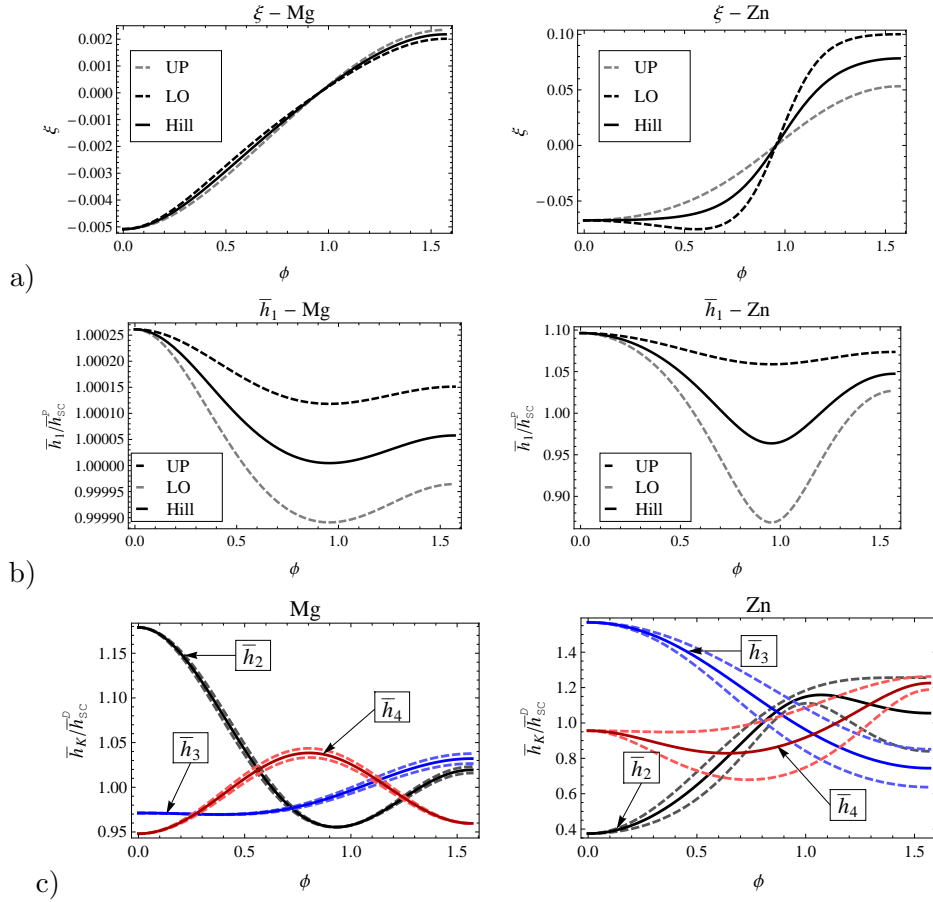 ξ – Mg
0.002
0.001
0.000
−0.001
−0.002
−0.003
−0.004
−0.005
ξ
UP
LO
Hill
0.0
0.5
1.0
1.5
ϕ
ξ – Zn
0.10
0.05
0.00
−0.05
ξ
UP
LO
Hill
0.0
0.5
1.0
1.5
ϕ
a)
h̅₁ – Mg
1.00025
1.00020
1.00015
1.00010
1.00005
1.00000
0.99995
0.99990
h̅₁/h̅ᴾSC
UP
LO
Hill
0.0
0.5
1.0
1.5
ϕ
h̅₁ – Zn
1.10
1.05
1.00
0.95
0.90
h̅₁/h̅ᴾSC
UP
LO
Hill
0.0
0.5
1.0
1.5
ϕ
b)
Mg
1.15
1.10
1.05
1.00
0.95
h̅K/h̅ᴰSC
h̅₂
h̅₄
h̅₃
0.0
0.5
1.0
1.5
ϕ
Zn
1.6
1.4
1.2
1.0
0.8
0.6
0.4
h̅K/h̅ᴰSC
h̅₃
h̅₂
h̅₄
0.0
0.5
1.0
1.5
ϕ
c)